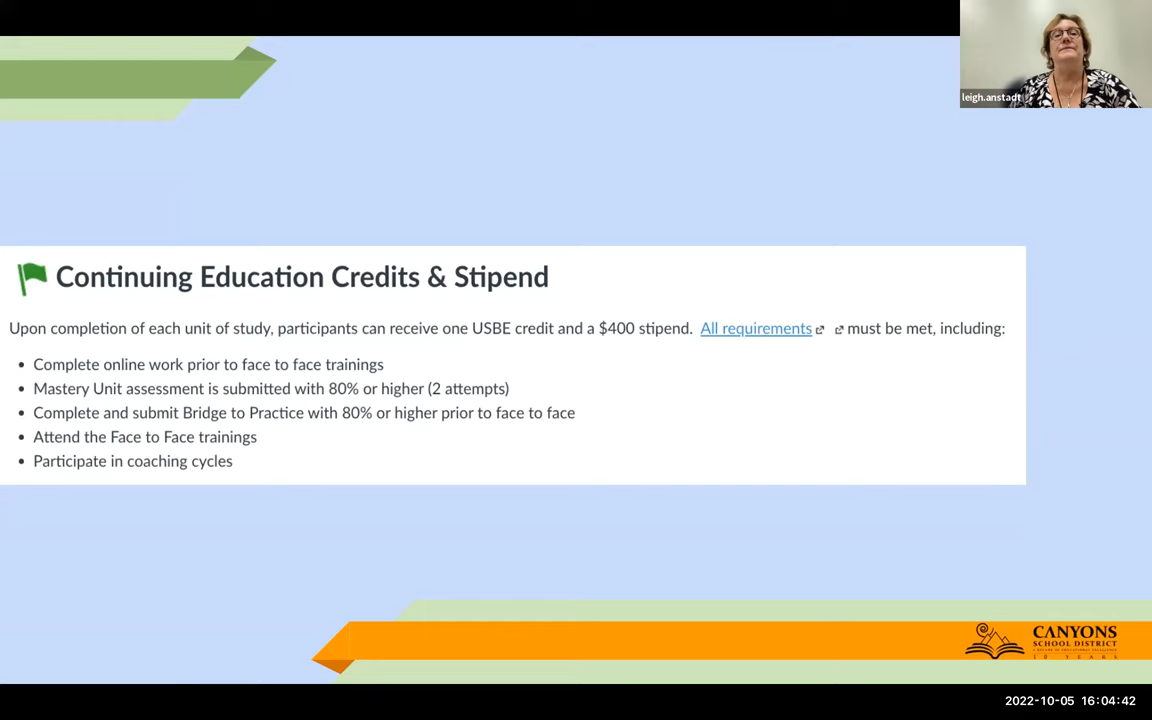 leigh.anstadt
Continuing Education Credits & Stipend
Upon completion of each unit of study, participants can receive one USBE credit and a $400 stipend. All requirements must be met, including:
• Complete online work prior to face to face trainings
• Mastery Unit assessment is submitted with 80% or higher (2 attempts)
• Complete and submit Bridge to Practice with 80% or higher prior to face to face
• Attend the Face to Face trainings
• Participate in coaching cycles
CANYONS
SCHOOL DISTRICT
10 YEARS
2022-10-05 16:04:42